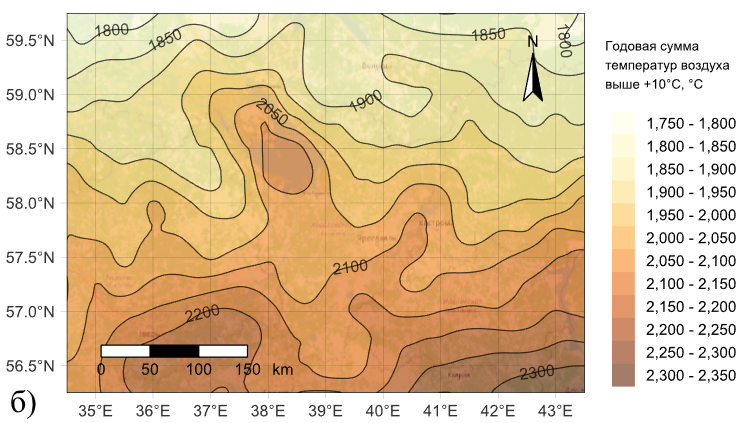 1800
1850
1850
1800
59.5°N
N
Годовая сумма
температур воздуха
выше +10°C, °C
59.0°N
1900
2050
1,750 - 1,800
58.5°N
1,800 - 1,850
1,850 - 1,900
58.0°N
1,900 - 1,950
1,950 - 2,000
Ярославль
57.5°N
2,000 - 2,050
2100
2,050 - 2,100
57.0°N
2,100 - 2,150
2200
2,150 - 2,200
2,200 - 2,250
56.5°N
0 50 100 150 km
2300
2,250 - 2,300
2,300 - 2,350
б)
35°E 36°E 37°E 38°E 39°E 40°E 41°E 42°E 43°E